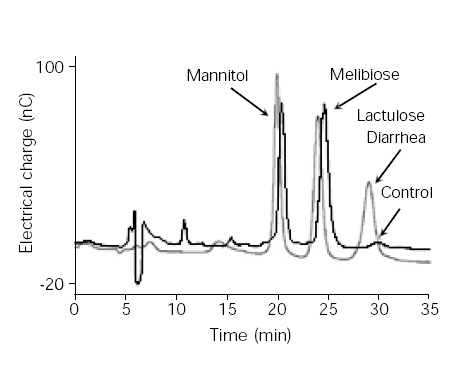 100
Mannitol
Melibiose
Lactulose
Diarrhea
Control
Electrical charge (nC)
-20
0 5 10 15 20 25 30 35
Time (min)